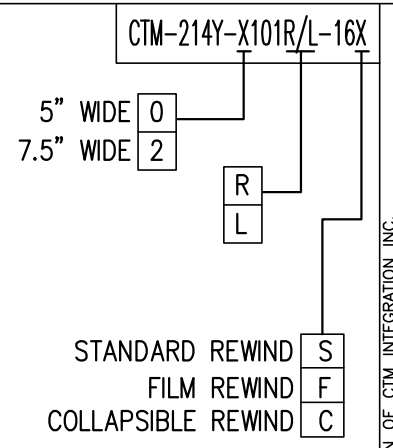 CTM-214Y-X101R/L-16X
5" WIDE 0
7.5" WIDE 2
R
L
STANDARD REWIND S
FILM REWIND F
COLLAPSIBLE REWIND C
OF CTM INTEGRATION INC.